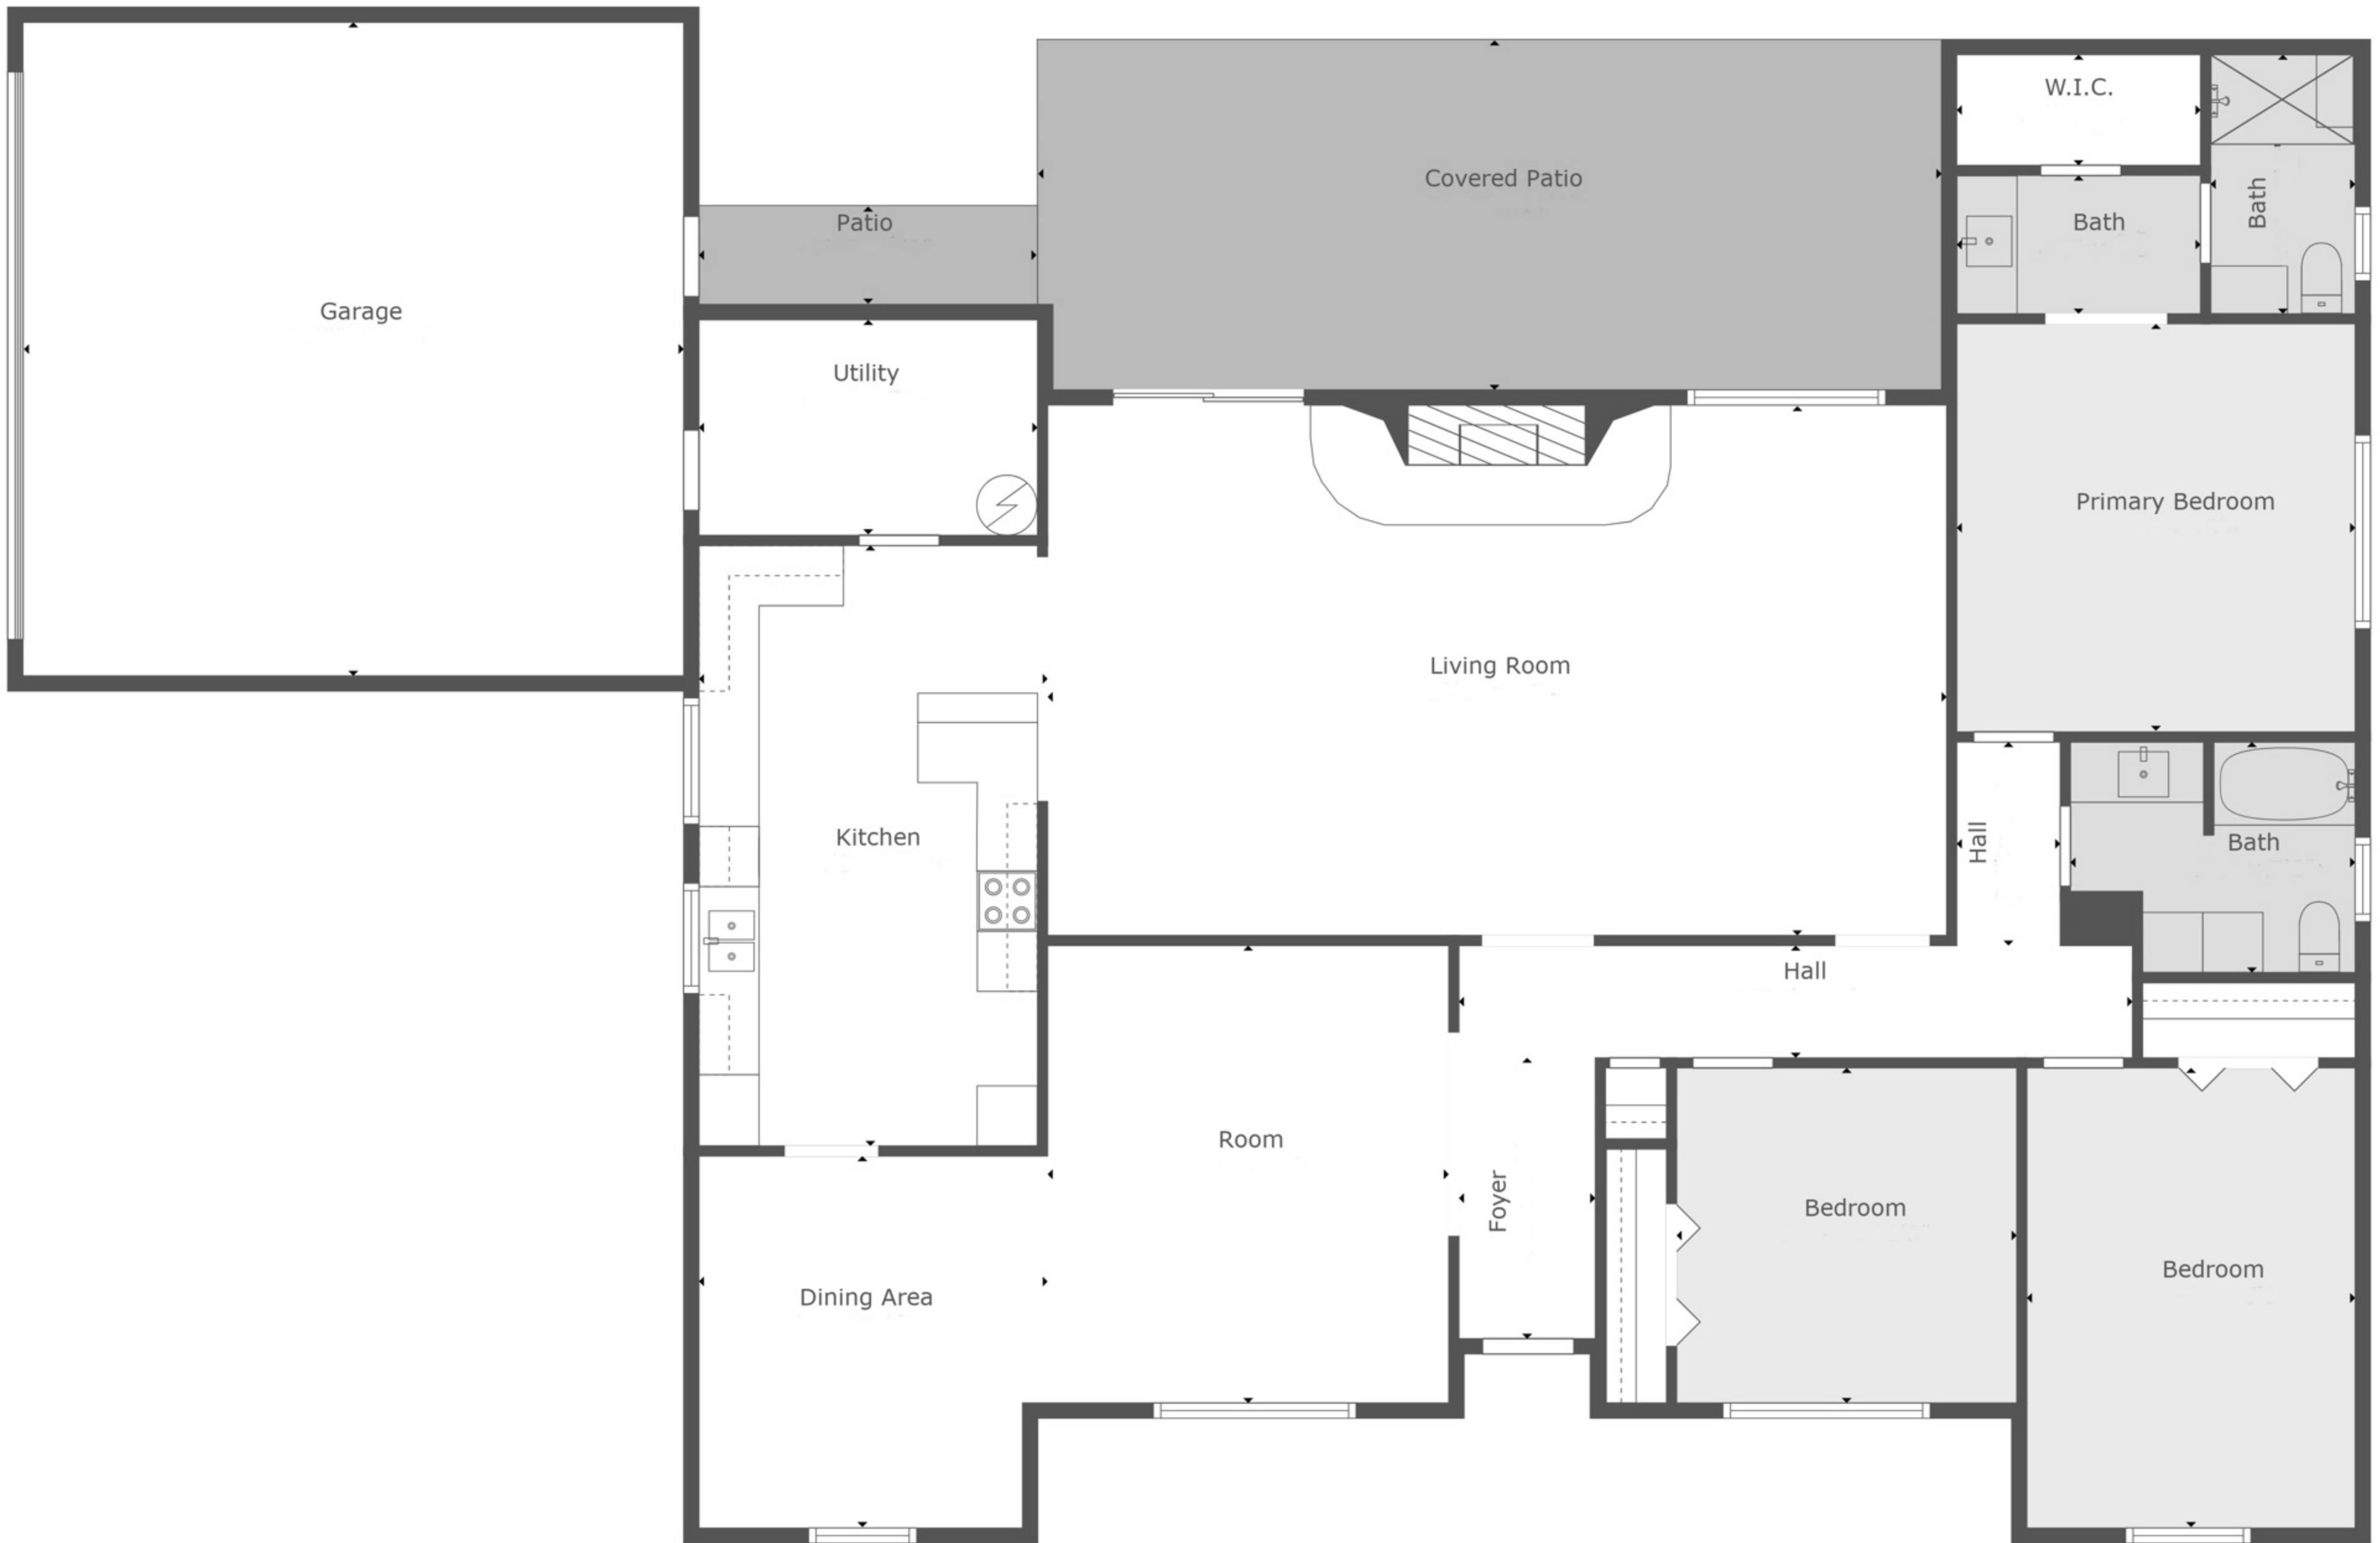 W.I.C.
Covered Patio
Patio
Bath
Bath
Garage
Utility
Primary Bedroom
Living Room
Kitchen
Hall
Bath
Hall
Room
Foyer
Bedroom
Bedroom
Dining Area